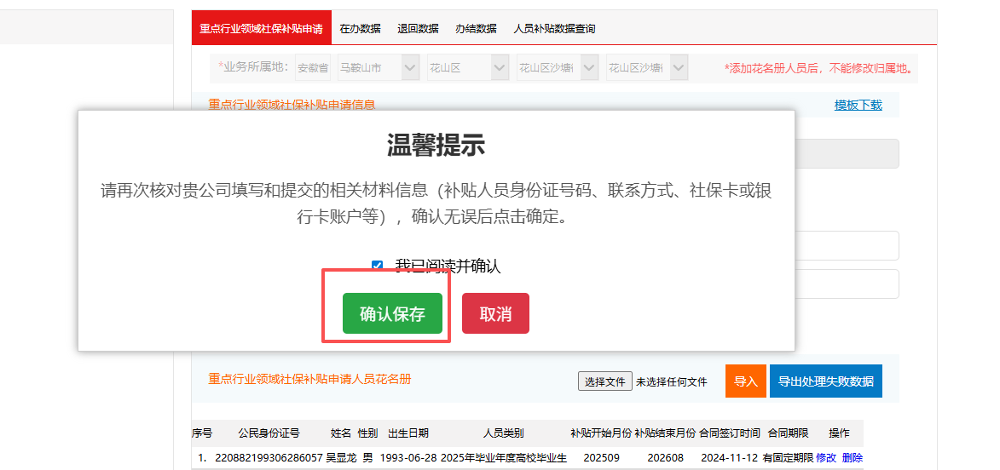 重点行业领域社保补贴申请 在办数据 退回数据 办结数据 人员补贴数据查询
*业务所属地： 安徽省 马鞍山市 花山区 花山区沙塘 花山区沙塘 *添加花名册人员后，不能修改归属地。
重点行业领域社保补贴申请信息 模板下载
温馨提示
请再次核对贵公司填写和提交的相关材料信息（补贴人员身份证号码、联系方式、社保卡或银
行卡账户等），确认无误后点击确定。
我已阅读并确认
确认保存 取消
重点行业领域社保补贴申请人员花名册 选择文件 未选择任何文件 导入 导出处理失败数据
序号 公民身份证号 姓名 性别 出生日期 人员类别 补贴开始月份 补贴结束月份 合同签订时间 合同期限 操作
1. 220882199306286057 吴显龙 男 1993-06-28 2025年毕业年度高校毕业生 202509 202608 2024-11-12 有固定期限 修改 删除